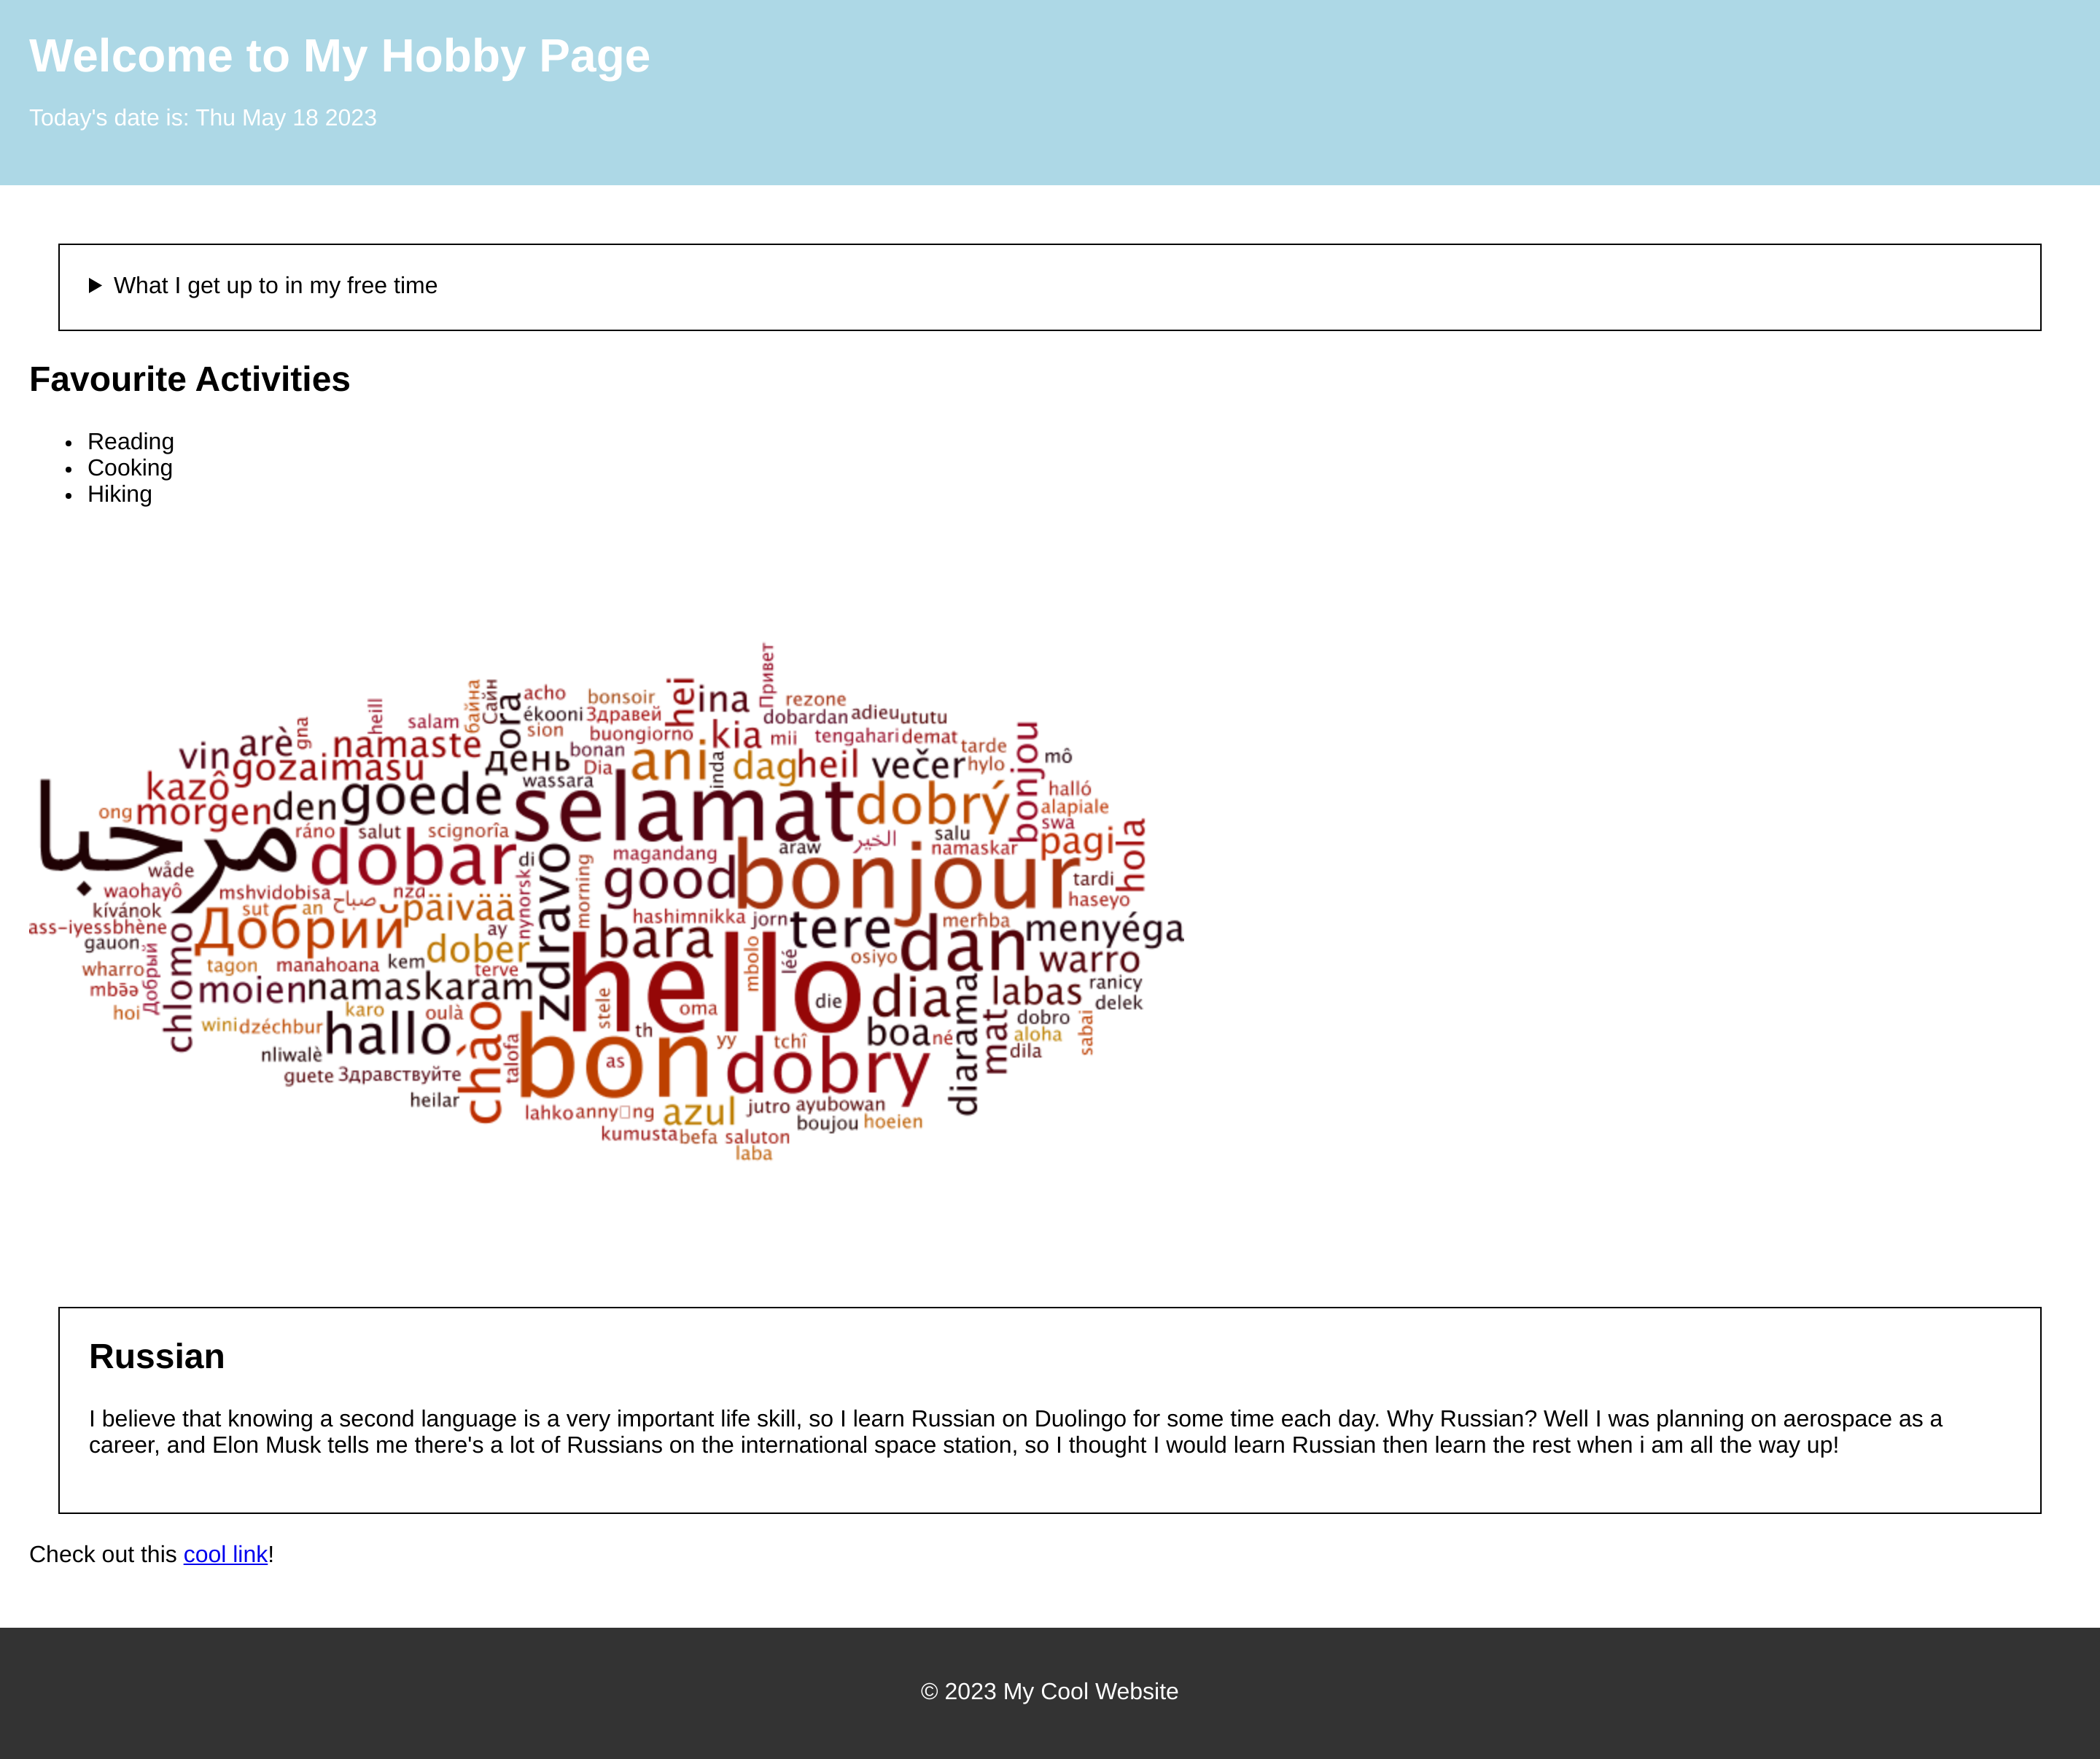 Welcome to My Hobby Page
Today's date is: Thu May 18 2023
What I get up to in my free time
Favourite Activities
Reading
Cooking
Hiking
Привет
hei
ina
acho
bonsoir
rezone
байна
Сайн
ora
ékooni
Здравей
dobardan
adieu
ututu
heill
salam
sion
buongiorno
kia
mii
tengahari
demat
gna
arè
namaste
vin
gozaimasu
день
bonan
ani
inda
dag
heil
večer
tarde
hylo
bonjou
mô
Dia
wassara
kazô
goede
selamat
dobrý
halló
alapiale
مرحبا
ong
morgen
den
swa
pagi
hola
ráno
salut
scignorîa
dobar
di
zdravo
magandang
araw
الخير
salu
namaskar
bonjour
good
morning
nynorsk
wåde
waohayô
mshvidobisa
صباح
nza
tardi
haseyo
kívánok
sut
an
päivää
hashimnikka
jorn
tere
merħba
menyéga
ass-iyessbhène
Добрий
ay
bara
dan
gauon
chlomo
dober
hello
mbolo
léé
osiyo
warro
wharro
Добрый
tagon
manahoana
kem
terve
mbə̄ə
moien
namaskaram
stele
oma
die
dia
diarama
labas
ranicy
delek
hoi
wini
dzéchbur
karo
hallo
oulà
chào
talofa
bon
th
as
yy
tchî
dobry
boa
né
mat
dobro
aloha
dila
sabai
nliwalè
guete
Здравствуйте
heilar
lahko
azul
jutro
ayubowan
boujou
hoeien
kumusta
befa
saluton
laba
Russian
I believe that knowing a second language is a very important life skill, so I learn Russian on Duolingo for some time each day. Why Russian? Well I was planning on aerospace as a
career, and Elon Musk tells me there's a lot of Russians on the international space station, so I thought I would learn Russian then learn the rest when i am all the way up!
Check out this cool link!
© 2023 My Cool Website